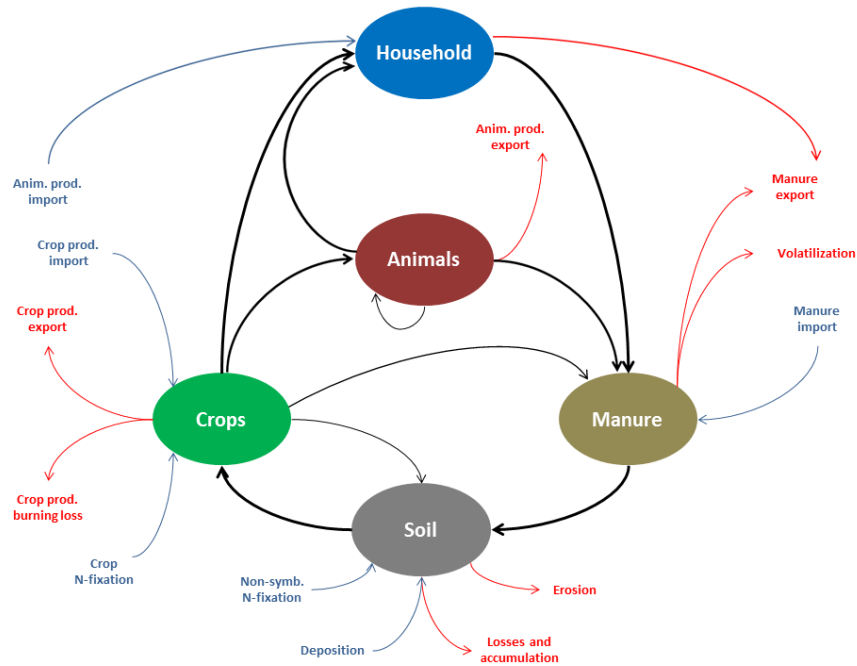 Household
Anim. prod.
export
Anim. prod.
import
Manure
export
Crop prod.
import
Animals
Volatilization
Crop prod.
export
Manure
import
Crops
Manure
Crop prod.
burning loss
Soil
Crop
N-fixation
Non-symb.
N-fixation
Erosion
Deposition
Losses and
accumulation